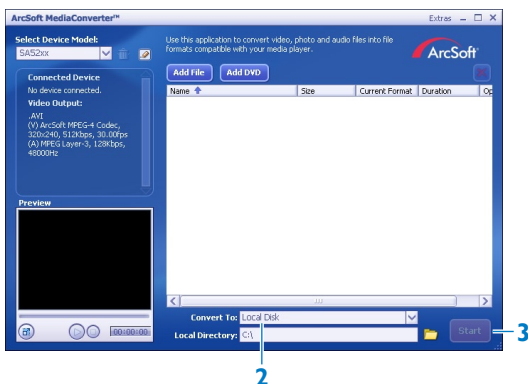 ArcSoft MediaConverter™
Extras
Select Device Model:
SA52xx
Use this application to convert video, photo and audio files into file
formats compatible with your media player.
ArcSoft®
Add File
Add DVD
Connected Device
No device connected.
Video Output:
.AVI
(V) ArcSoft MPEG-4 Codec,
320x240, 512Kbps, 30.00fps
(A) MPEG Layer-3, 128Kbps,
48000Hz
Name
Size
Current Format
Duration
Op
Preview
00:00:00
Convert To: Local Disk
Local Directory: C:\
Start
3
2